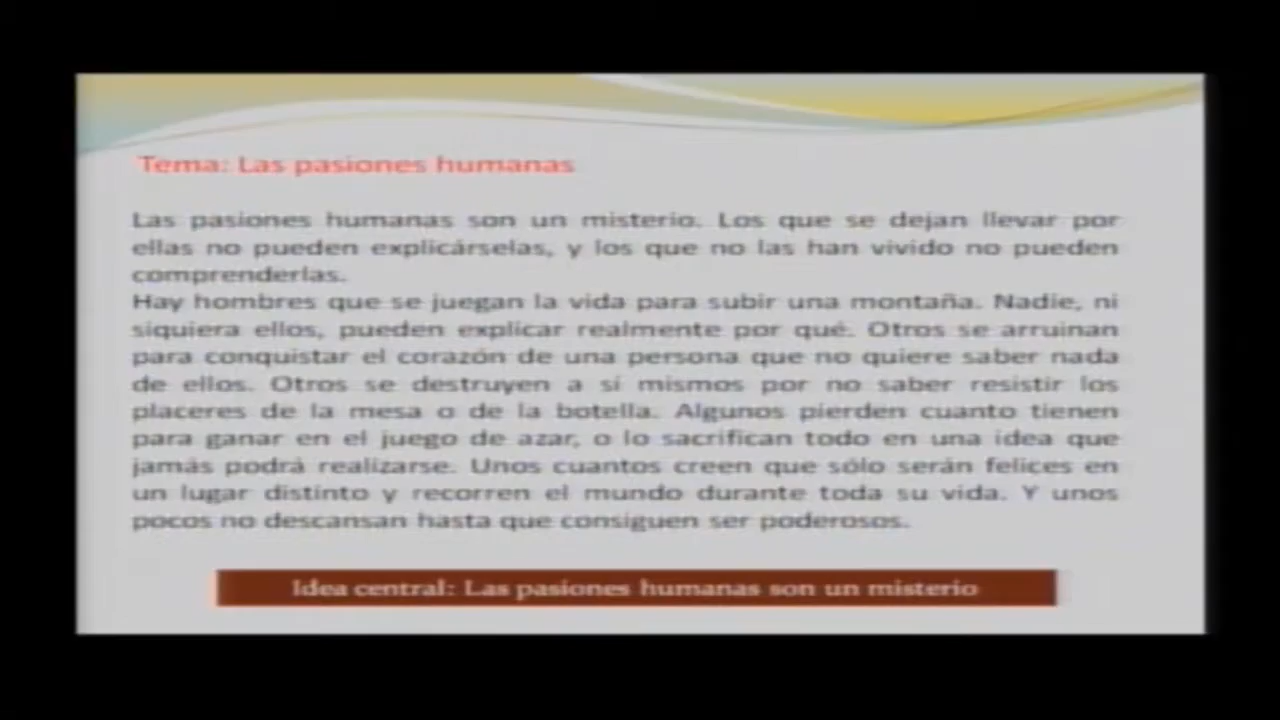 Tema: Las pasiones humanas
Las pasiones humanas son un misterio. Los que se dejan llevar por
ellas no pueden explicárselas, y los que no las han vivido no pueden
comprenderlas.
Hay hombres que se juegan la vida para subir una montaña. Nadie, ni
siquiera ellos, pueden explicar realmente por qué. Otros se arruinan
para conquistar el corazón de una persona que no quiere saber nada
de ellos. Otros se destruyen a sí mismos por no saber resistir los
placeres de la mesa o de la botella. Algunos pierden cuanto tienen
para ganar en el juego de azar, o lo sacrifican todo en una idea que
jamás podrá realizarse. Unos cuantos creen que sólo serán felices en
un lugar distinto y recorren el mundo durante toda su vida. Y unos
pocos no descansan hasta que consiguen ser poderosos.
Idea central: Las pasiones humanas son un misterio